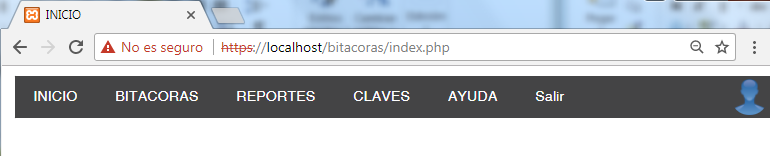 INICIO
No es seguro https://localhost/bitacoras/index.php
INICIO BITACORAS REPORTES CLAVES AYUDA Salir